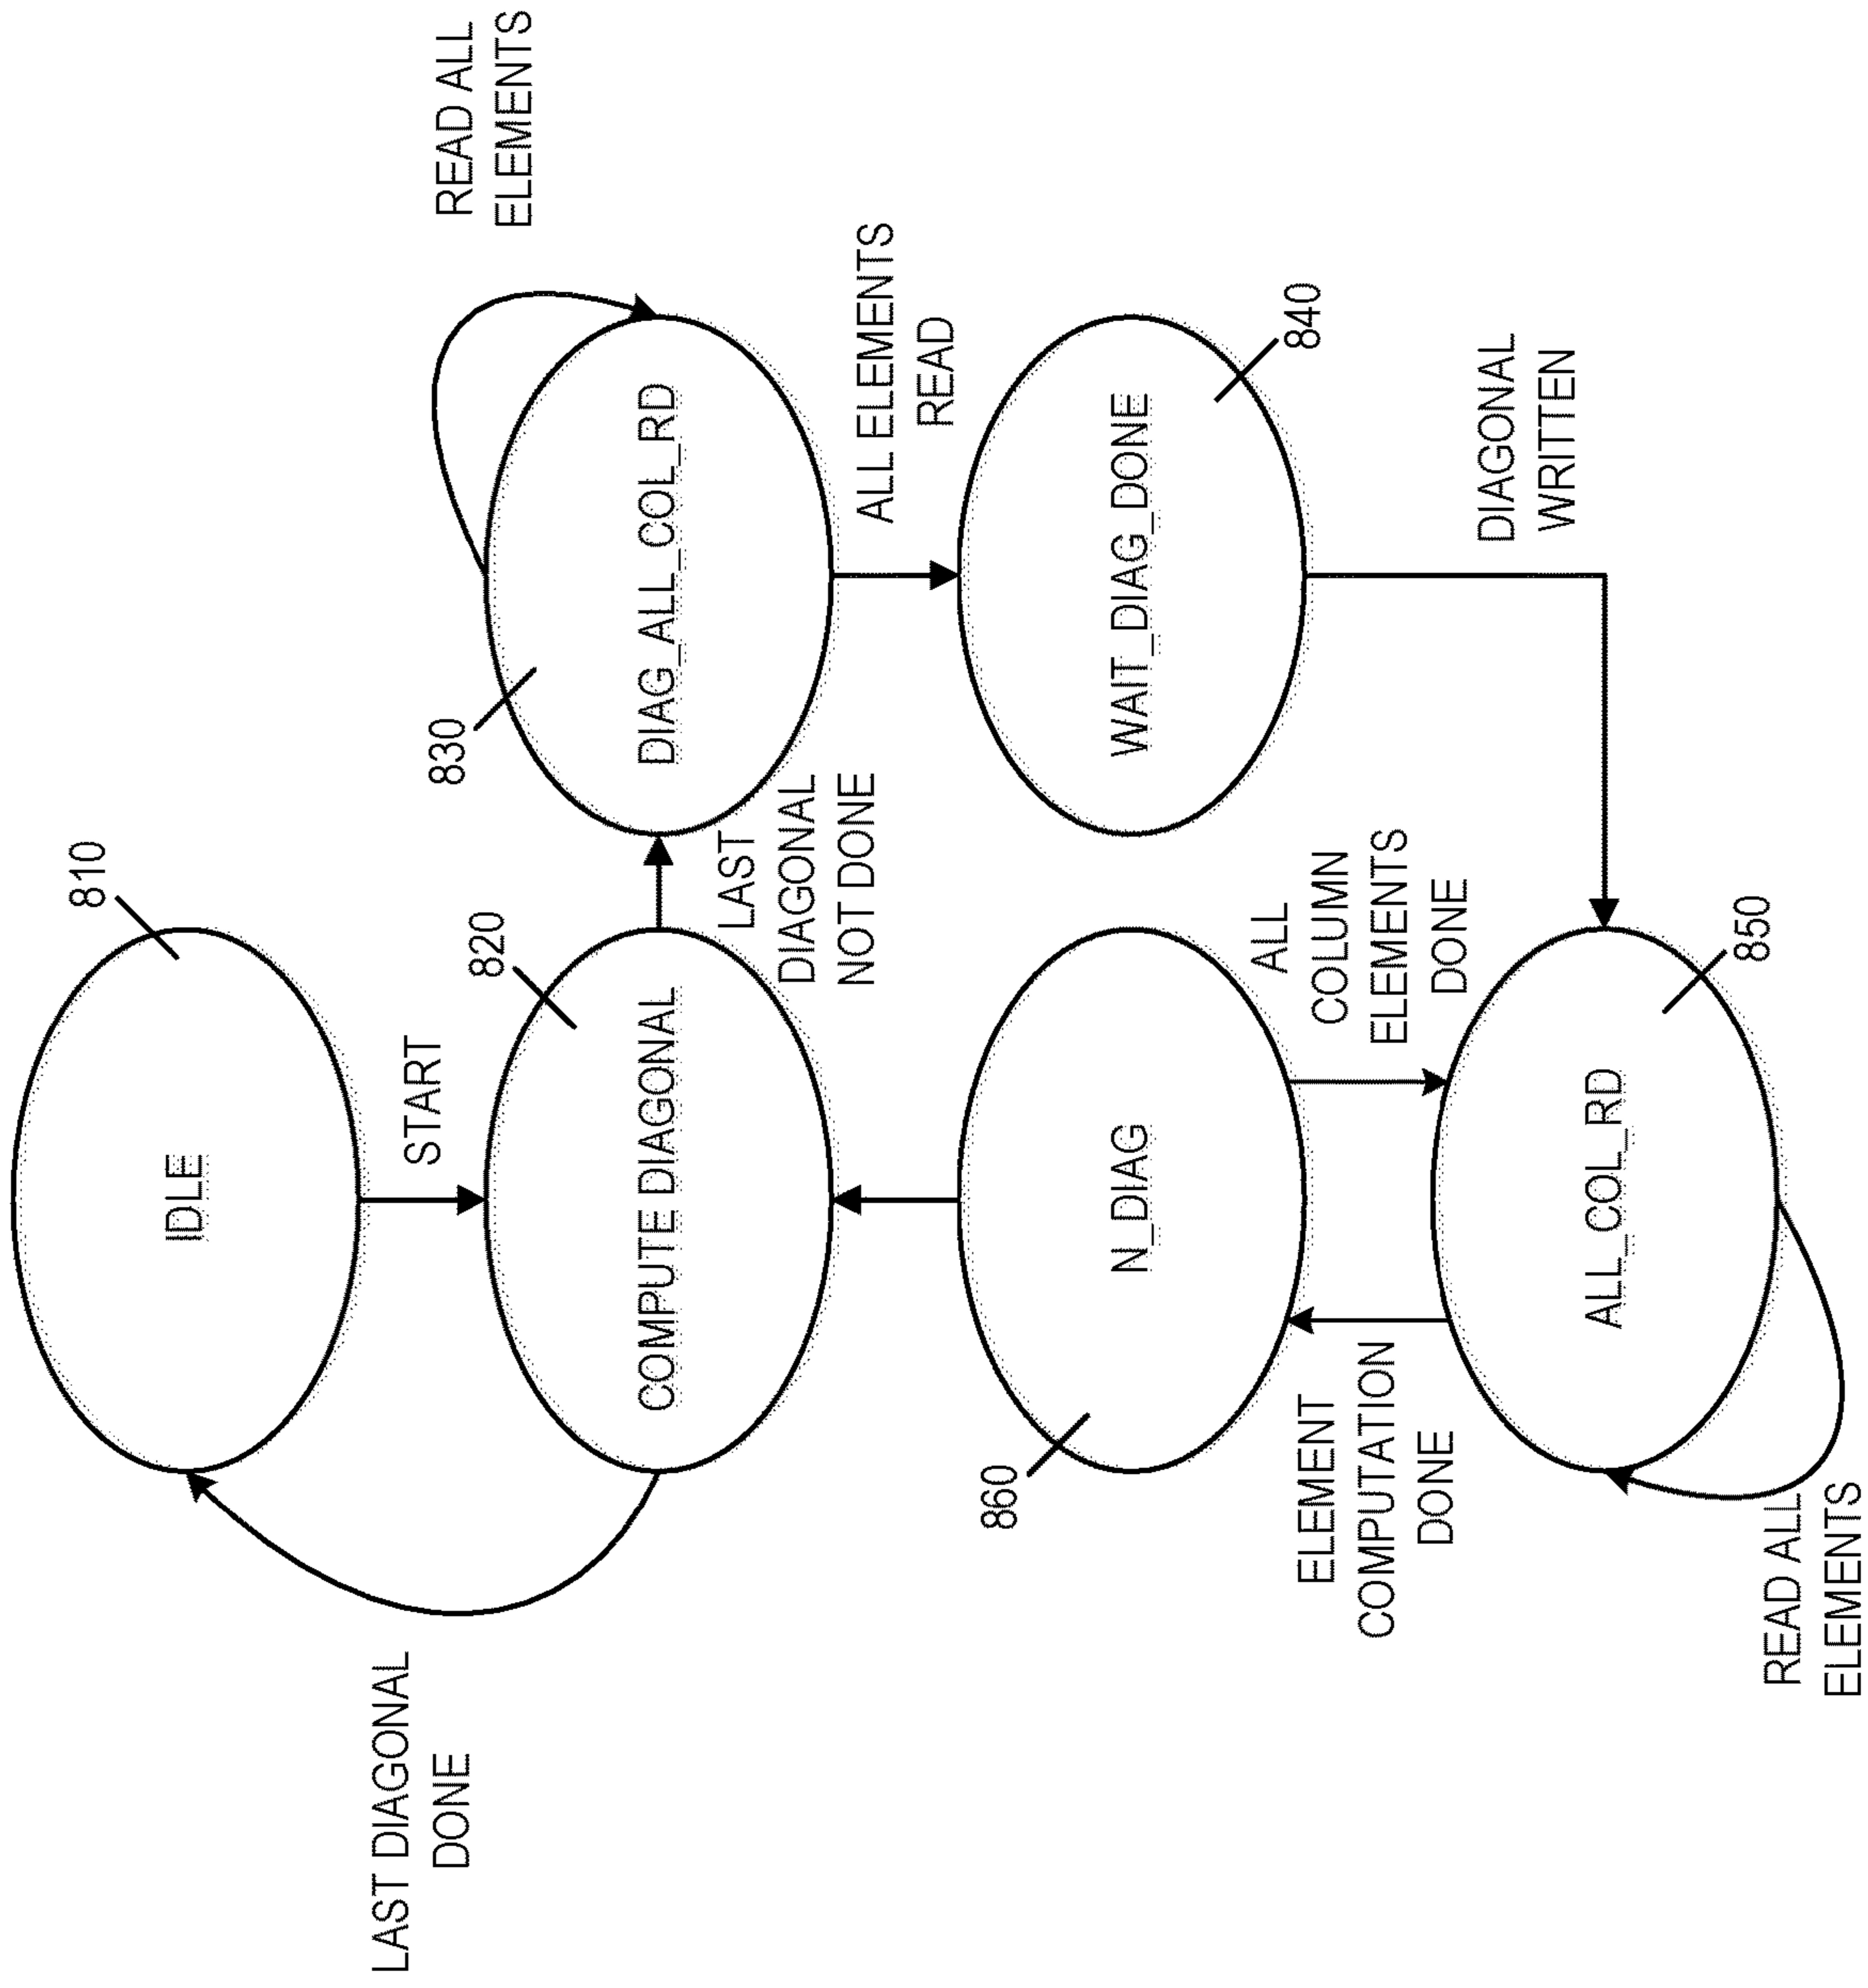 810
IDLE
START
820
COMPUTE DIAGONAL
LAST DIAGONAL
DONE
LAST
DIAGONAL
NOT DONE
830
DIAG_ALL_COL_RD
READ ALL
ELEMENTS
ALL ELEMENTS
READ
WAIT_DIAG_DONE
840
DIAGONAL
WRITTEN
860
N_DIAG
ALL
COLUMN
ELEMENTS
DONE
ELEMENT
COMPUTATION
DONE
ALL_COL_RD
850
READ ALL
ELEMENTS